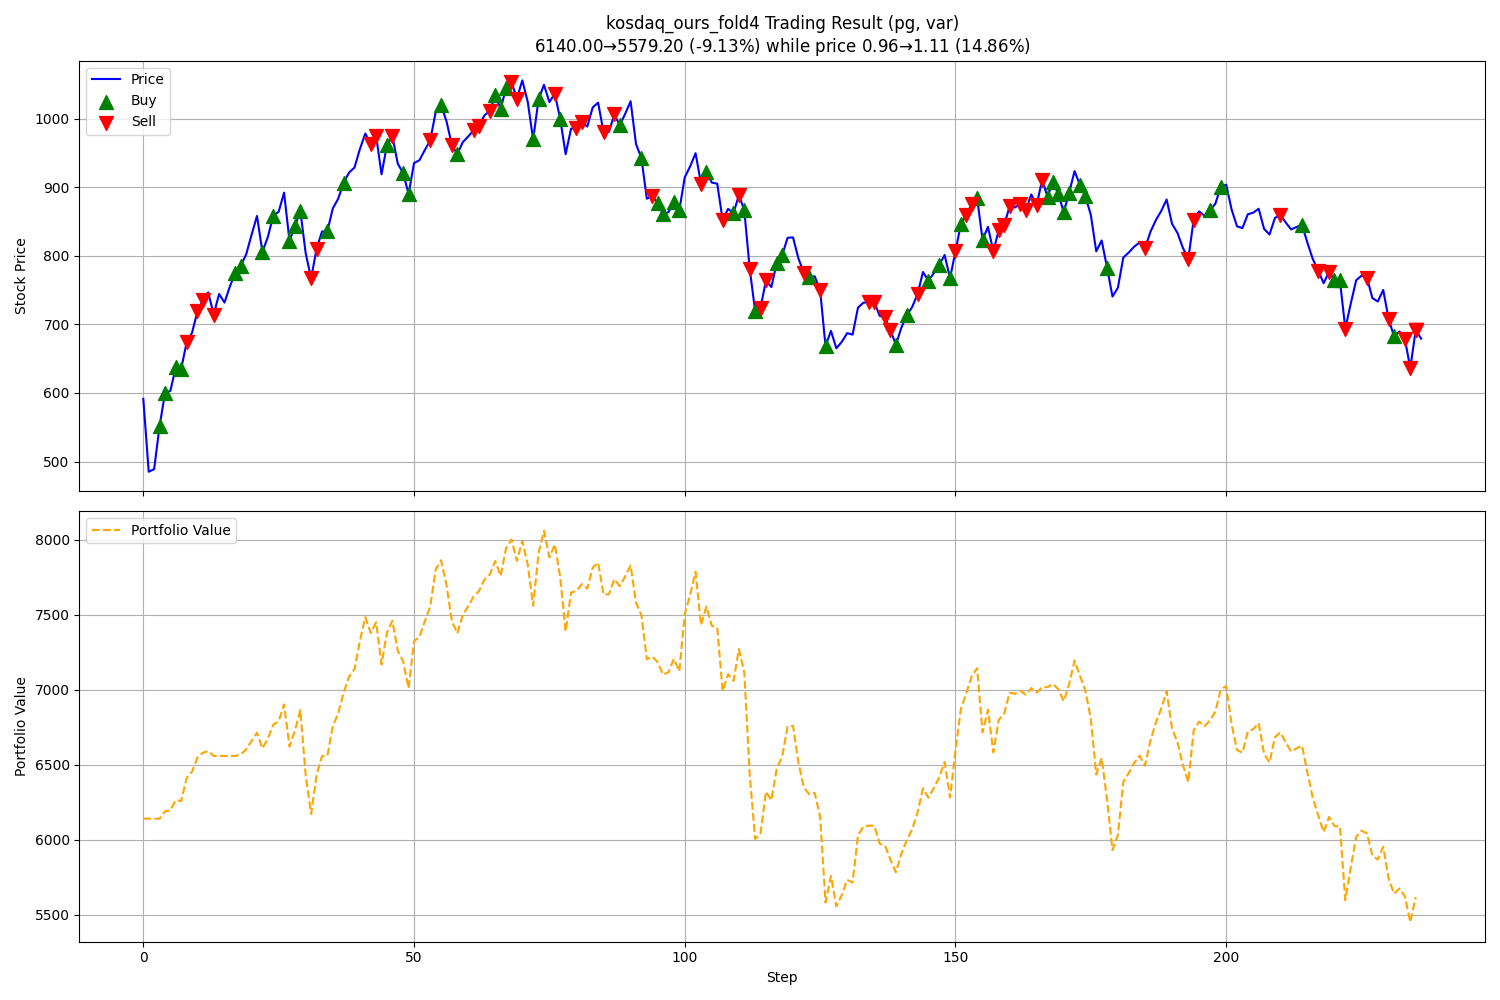 kosdaq_ours_fold4 Trading Result (pg, var)
6140.00→5579.20 (-9.13%) while price 0.96→1.11 (14.86%)
Price
Buy
Sell
Stock Price
1000
900
800
700
600
500
Portfolio Value
Portfolio Value
8000
7500
7000
6500
6000
5500
0
50
100
150
200
Step